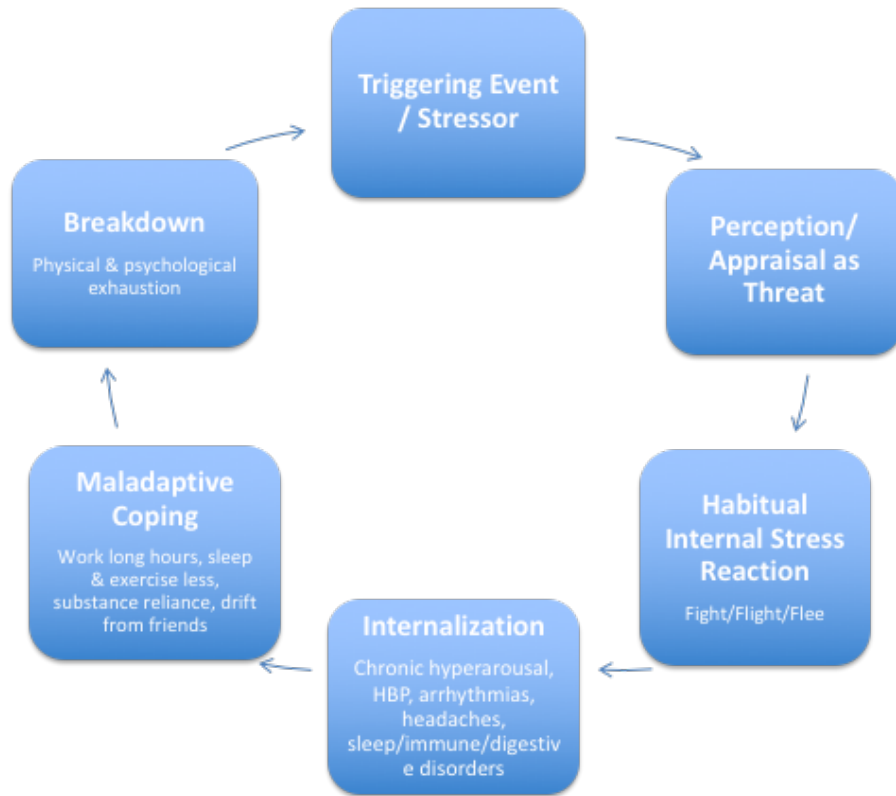 Triggering Event
/ Stressor
Perception/
Appraisal as
Threat
Habitual
Internal Stress
Reaction
Fight/Flight/Flee
Internalization
Chronic hyperarousal,
HBP, arrhythmias,
headaches,
sleep/immune/digestiv
e disorders
Maladaptive
Coping
Work long hours, sleep
& exercise less,
substance reliance, drift
from friends
Breakdown
Physical & psychological
exhaustion